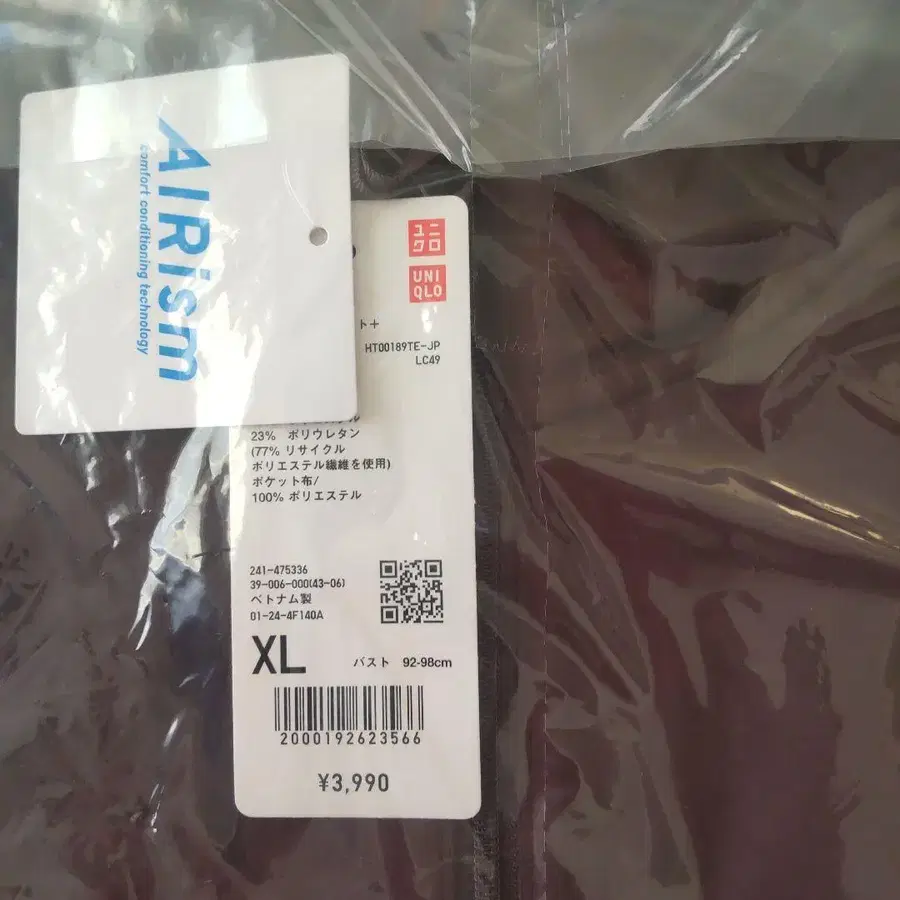 AIRism
comfort conditioning technology
ユニ
クロ
UNI
QLO
ト+
HT00189TE-JP
LC49
23% ポリウレタン
(77% リサイクル
ポリエステル繊維を使用)
ポケット布/
100% ポリエステル
241-475336
39-006-000(43-06)
ベトナム製
01-24-4F140A
XL バスト 92-98cm
2000192623566
¥3,990